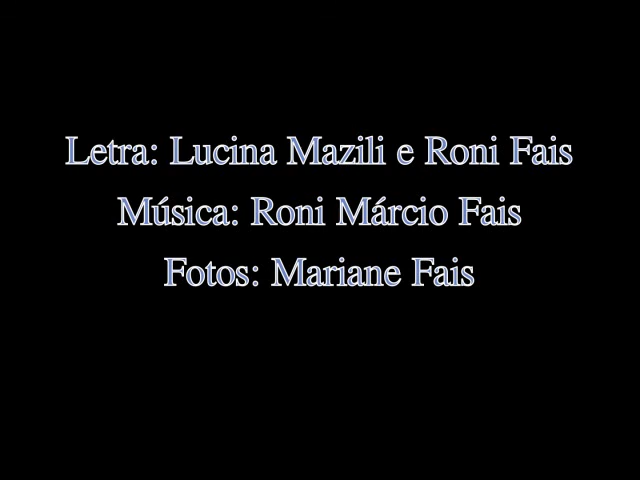 Letra: Lucina Mazili e Roni Fais
Música: Roni Márcio Fais
Fotos: Mariane Fais